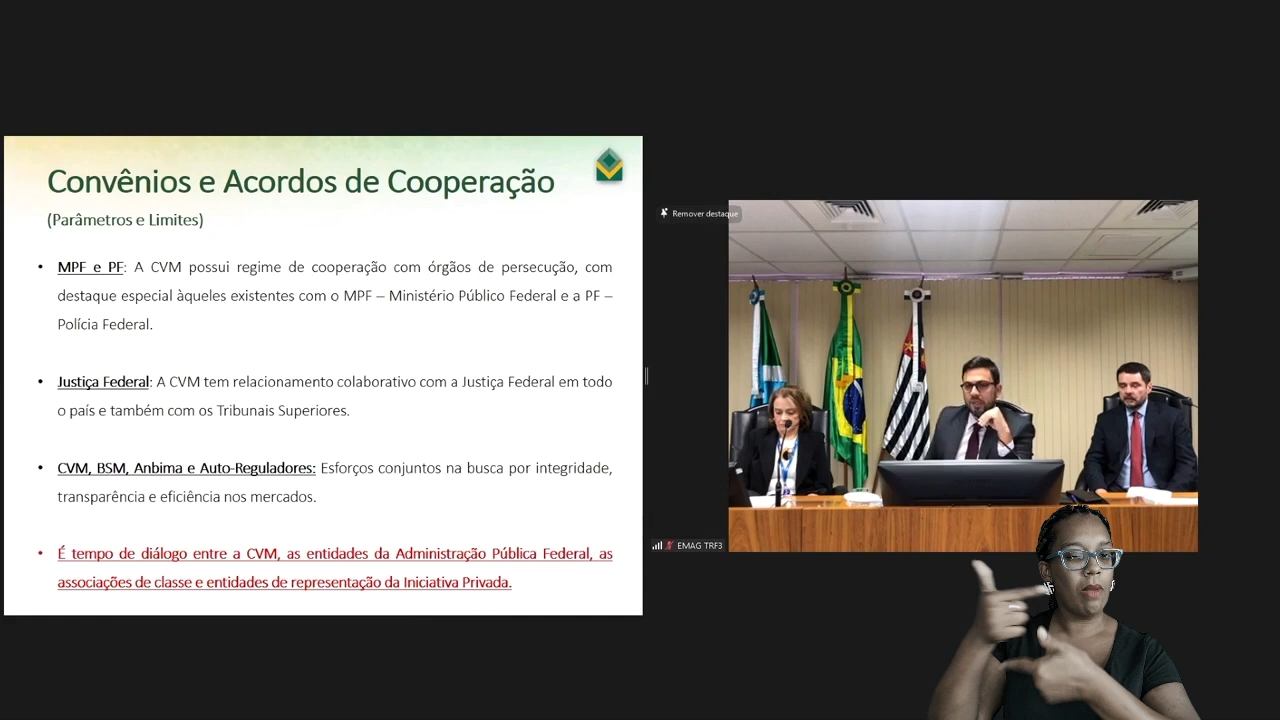 Convênios e Acordos de Cooperação
(Parâmetros e Limites)
• MPF e PF: A CVM possui regime de cooperação com órgãos de persecução, com
destaque especial àqueles existentes com o MPF – Ministério Público Federal e a PF –
Polícia Federal.
• Justiça Federal: A CVM tem relacionamento colaborativo com a Justiça Federal em todo
o país e também com os Tribunais Superiores.
• CVM, BSM, Anbima e Auto-Reguladores: Esforços conjuntos na busca por integridade,
transparência e eficiência nos mercados.
• É tempo de diálogo entre a CVM, as entidades da Administração Pública Federal, as
associações de classe e entidades de representação da Iniciativa Privada.
Remover destaque
EMAG TRF3